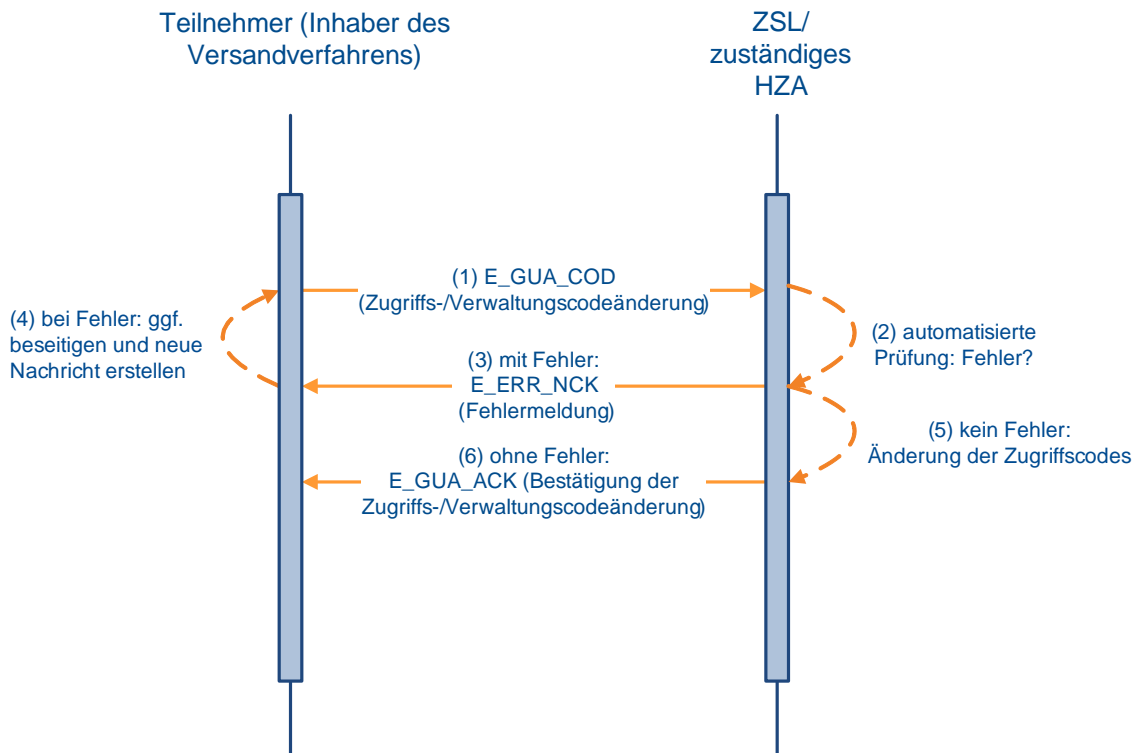 Teilnehmer (Inhaber des
Versandverfahrens)
ZSL/
zuständiges
HZA
(1) E_GUA_COD
(Zugriffs-/Verwaltungscodeänderung)
(2) automatisierte
Prüfung: Fehler?
(3) mit Fehler:
E_ERR_NCK
(Fehlermeldung)
(4) bei Fehler: ggf.
beseitigen und neue
Nachricht erstellen
(5) kein Fehler:
Änderung der Zugriffscodes
(6) ohne Fehler:
E_GUA_ACK (Bestätigung der
Zugriffs-/Verwaltungscodeänderung)